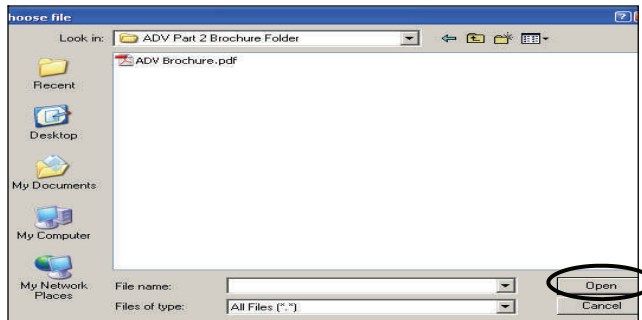 hoose file
Look in: ADV Part 2 Brochure Folder
ADV Brochure.pdf
Recent
Desktop
My Documents
My Computer
My Network
Places
File name:
Open
Files of type: All Files (*.*)
Cancel